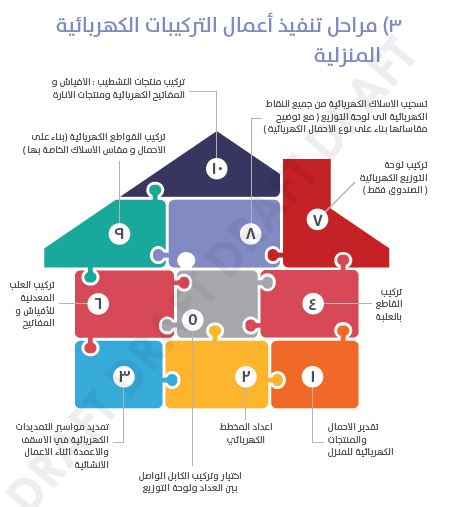 ٣) مراحل تنفيذ أعمال التركيبات الكهربائية
المنزلية
تركيب منتجات التشطيب : الافياش و
المفاتيح الكهربائية ومنتجات الانارة
تسحيب الاسلاك الكهربائية من جميع النقاط
الكهربائية الى لوحة التوزيع ( مع توضيح
مقاساتها بناء على نوع الاحمال الكهربائية )
تركيب القواطع الكهربائية (بناء على
الاحمال و مقاس الاسلاك الخاصة بها )
تركيب لوحة
التوزيع الكهربائية
( الصندوق فقط )
١٠
٧
٨
٩
تركيب
القاطع
بالعلبة
تركيب العلب
المعدنية
للأفياش و
المفاتيح
٤
٥
٦
١
٢
٣
تقدير الاحمال
والمنتجات
الكهربائية للمنزل
اعداد المخطط
الكهربائي
تمديد مواسير التمديدات
الكهربائية في الاسقف
والاعمدة اثناء الاعمال
الانشائية
اختيار وتركيب الكابل الواصل
بين العداد ولوحة التوزيع
DRAFT DRAFT DRAFT DRAFT